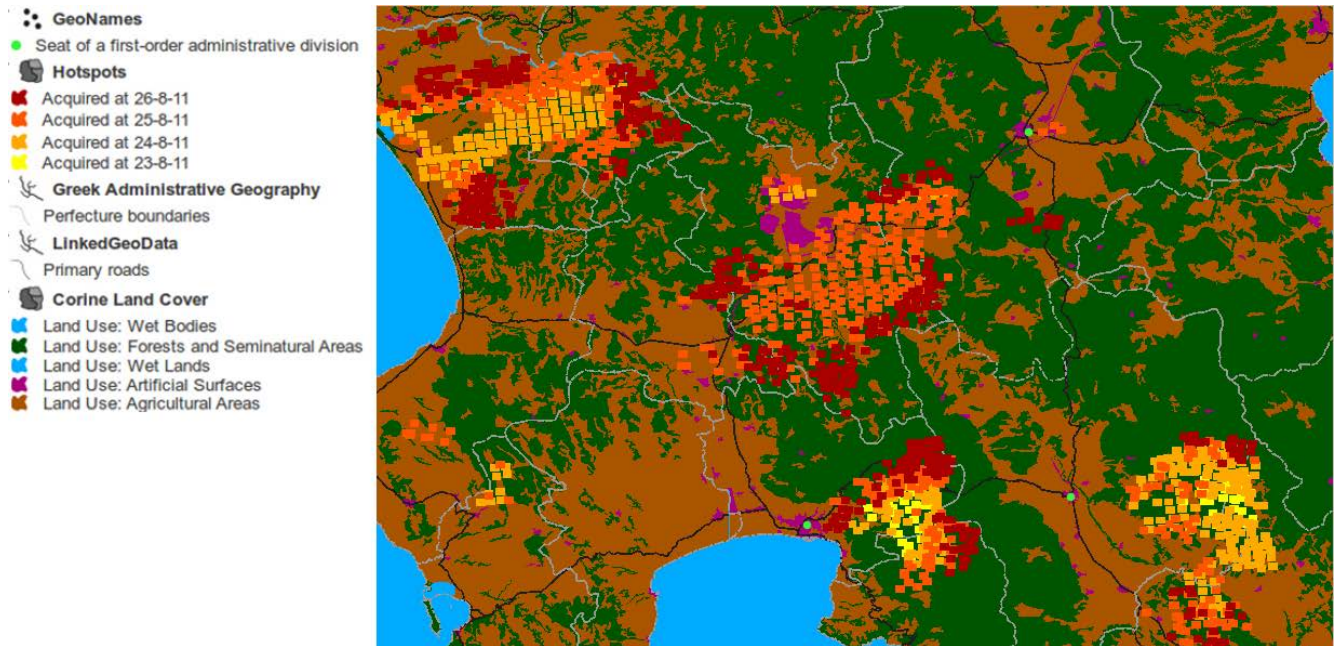 GeoNames
Seat of a first-order administrative division
Hotspots
Acquired at 26-8-11
Acquired at 25-8-11
Acquired at 24-8-11
Acquired at 23-8-11
Greek Administrative Geography
Perfecture boundaries
LinkedGeoData
Primary roads
Corine Land Cover
Land Use: Wet Bodies
Land Use: Forests and Seminatural Areas
Land Use: Wet Lands
Land Use: Artificial Surfaces
Land Use: Agricultural Areas